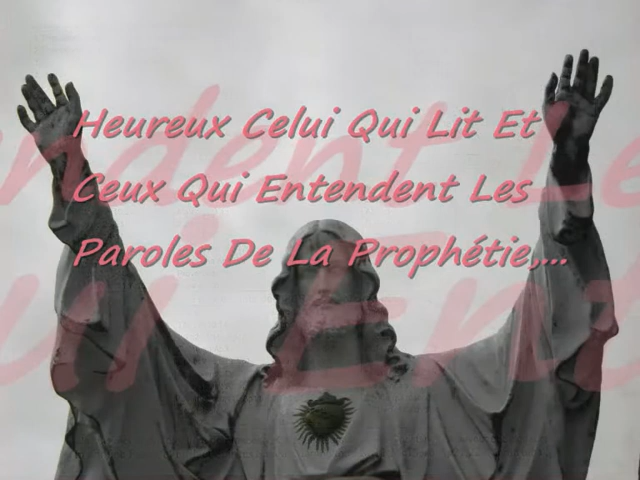 Heureux Celui Qui Lit Et
Ceux Qui Entendent Les
Paroles De La Prophétie,...